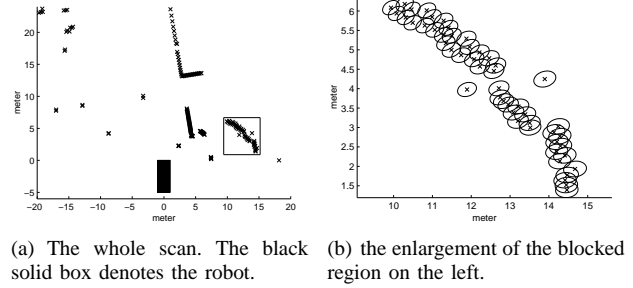 20
15
10
5
0
−5
meter
−20 −15 −10 −5 0 5 10 15 20
meter
6
5.5
5
4.5
4
3.5
3
2.5
2
1.5
meter
10 11 12 13 14 15
meter
(a) The whole scan. The black
solid box denotes the robot.
(b) the enlargement of the blocked
region on the left.